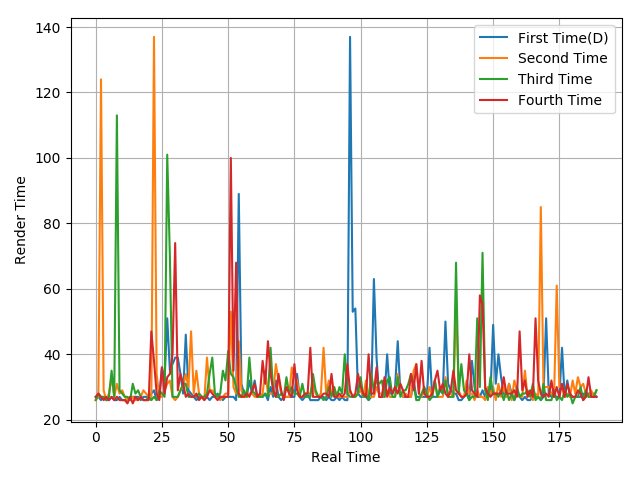 First Time(D)
Second Time
Third Time
Fourth Time
Render Time
140
120
100
80
60
40
20
0
25
50
75
100
125
150
175
Real Time